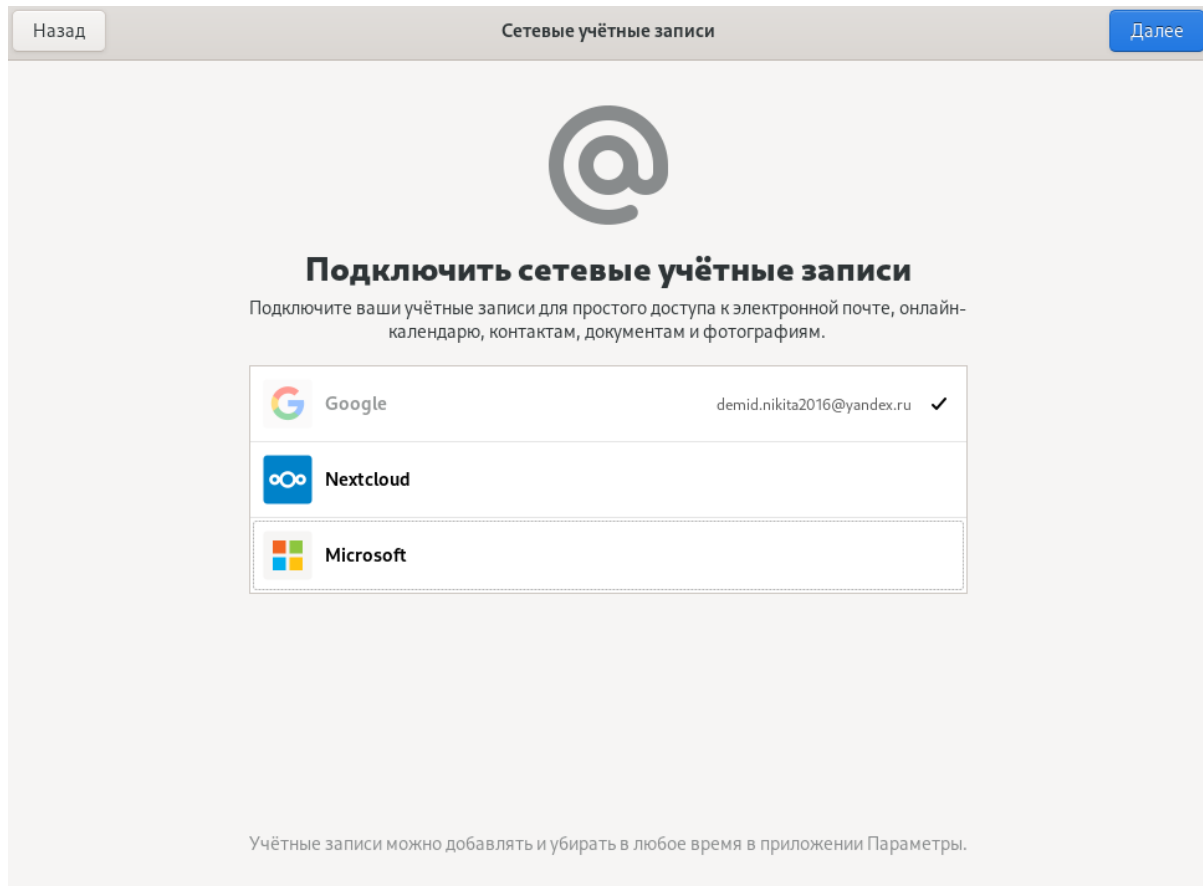 Назад
Сетевые учётные записи
Далее
Подключить сетевые учётные записи
Подключите ваши учётные записи для простого доступа к электронной почте, онлайн-
календарю, контактам, документам и фотографиям.
Google
demid.nikita2016@yandex.ru
Nextcloud
Microsoft
Учётные записи можно добавлять и убирать в любое время в приложении Параметры.